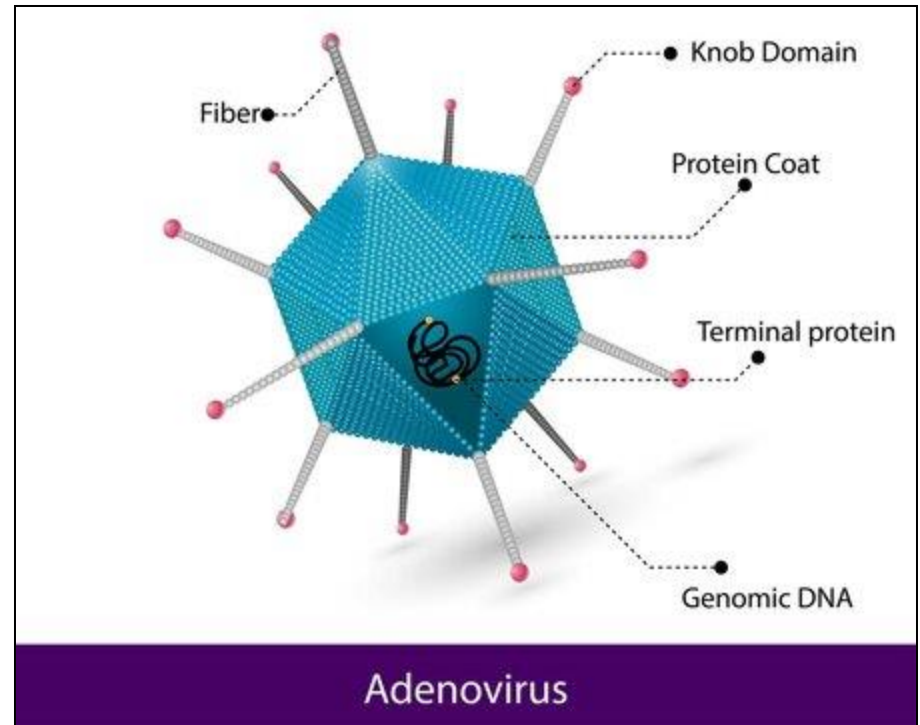 Knob Domain
Fiber
Protein Coat
Terminal protein
Genomic DNA
Adenovirus